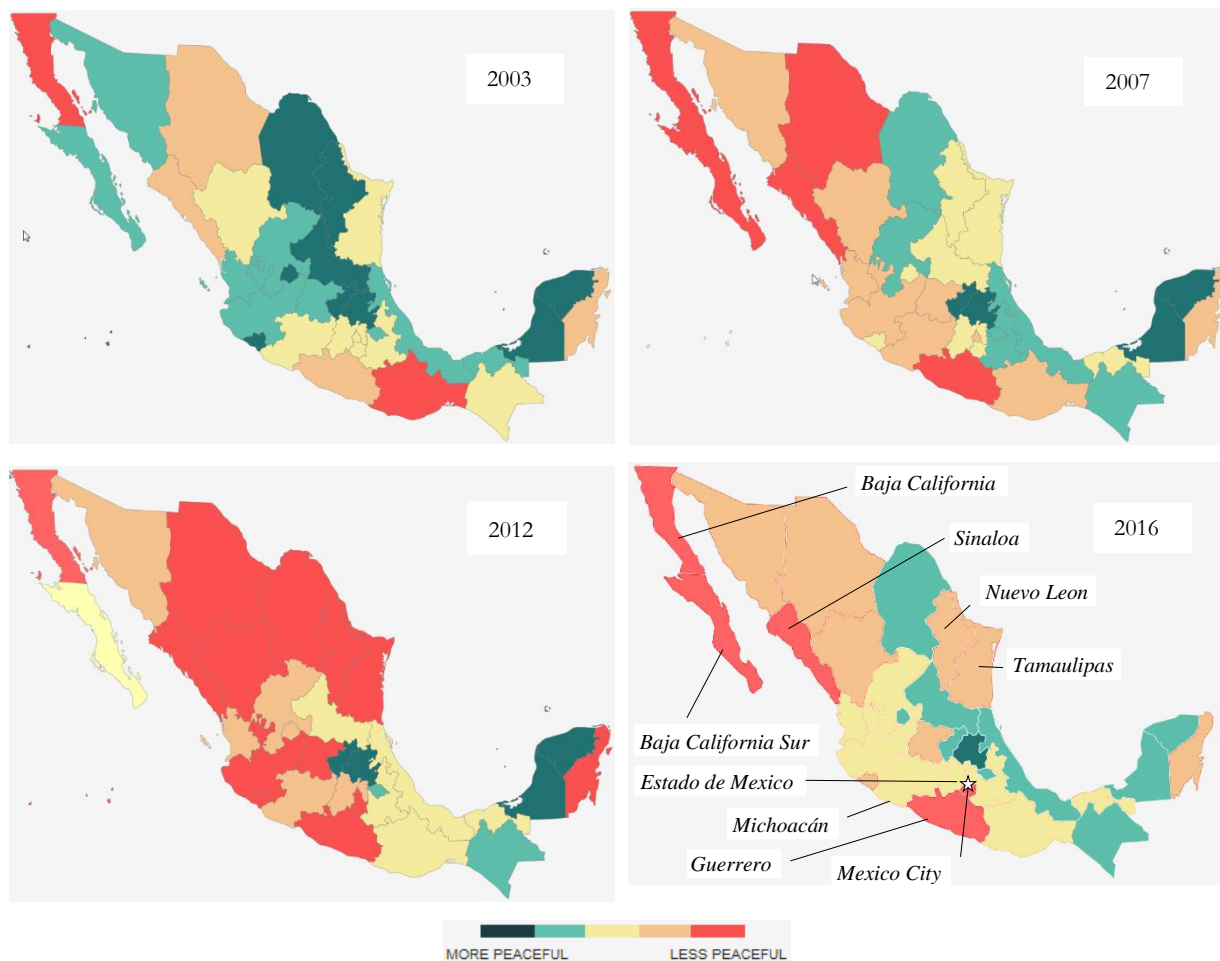 2003
2007
2012
2016
Baja California
Sinaloa
Nuevo Leon
Tamaulipas
Baja California Sur
Estado de Mexico
Michoacán
Guerrero
Mexico City
MORE PEACEFUL
LESS PEACEFUL